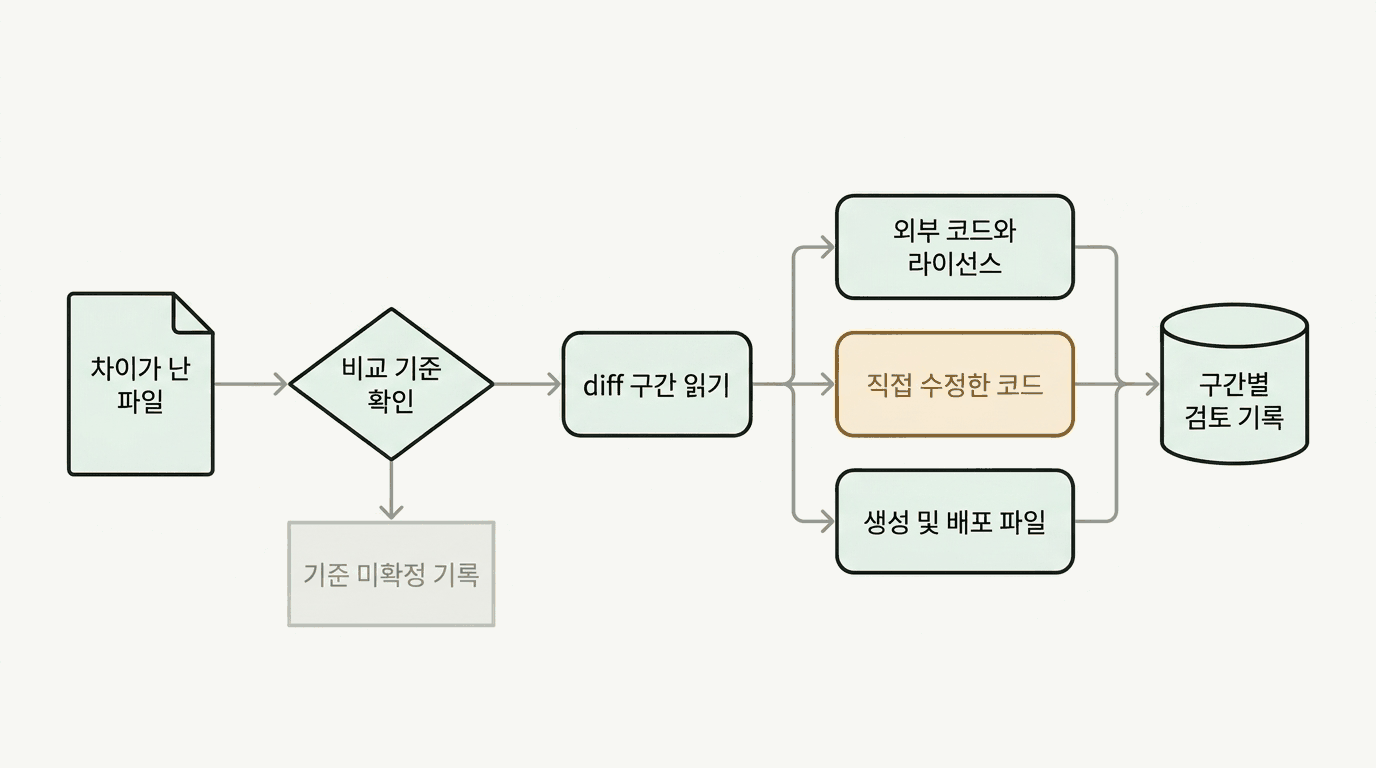 차이가 난
파일
비교 기준
확인
기준 미확정 기록
diff 구간 읽기
외부 코드와
라이선스
직접 수정한 코드
생성 및 배포 파일
구간별
검토 기록